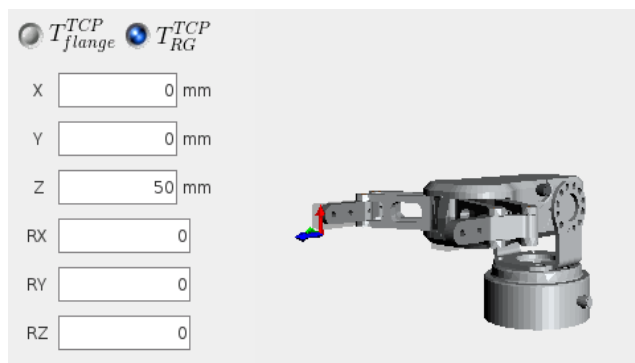 T_{flange}^{TCP} T_{RG}^{TCP}
X 0 mm
Y 0 mm
Z 50 mm
RX 0
RY 0
RZ 0